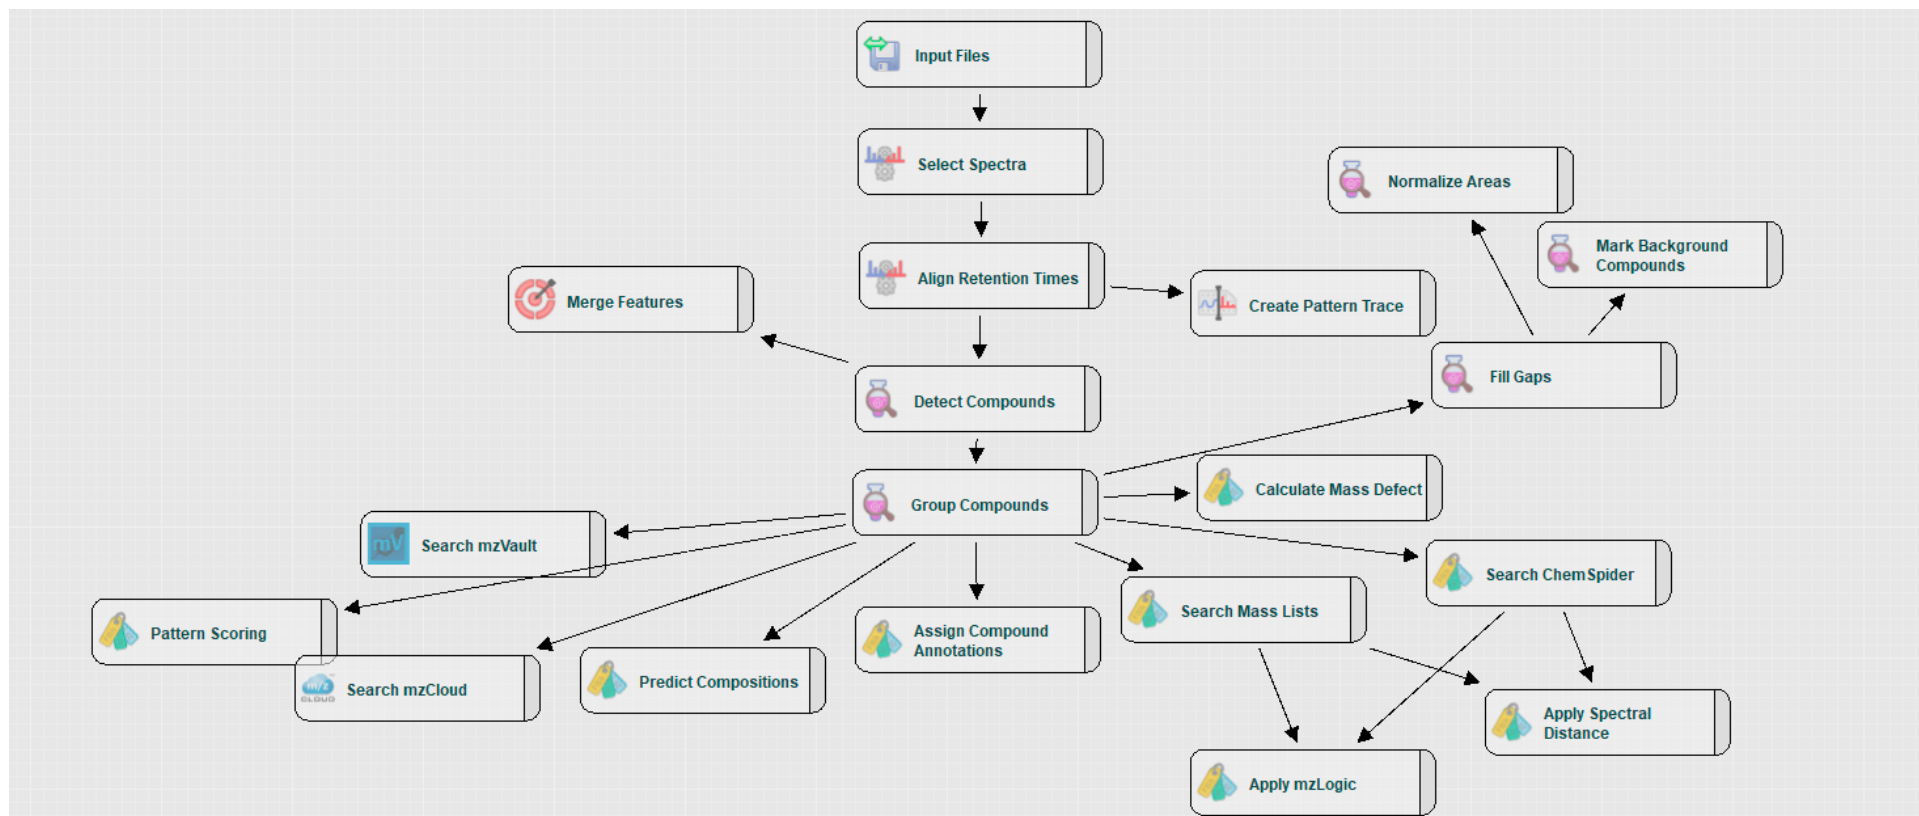 Input Files
Select Spectra
Normalize Areas
Mark Background
Compounds
Align Retention Times
Merge Features
Create Pattern Trace
Fill Gaps
Detect Compounds
Calculate Mass Defect
Group Compounds
mV
Search mzVault
Search ChemSpider
Search Mass Lists
Pattern Scoring
Assign Compound
Annotations
Predict Compositions
m/z
CLOUD
Search mzCloud
Apply Spectral
Distance
Apply mzLogic